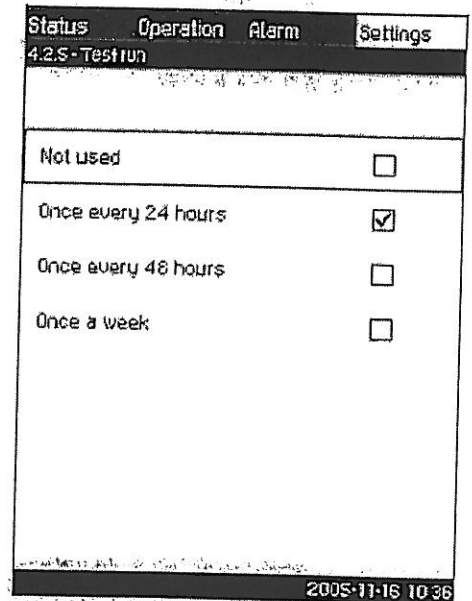 Status Operation Alarm Settings
4.2.5 - Test run
Not used
Once every 24 hours
Once every 48 hours
Once a week
2005-11-16 10:36